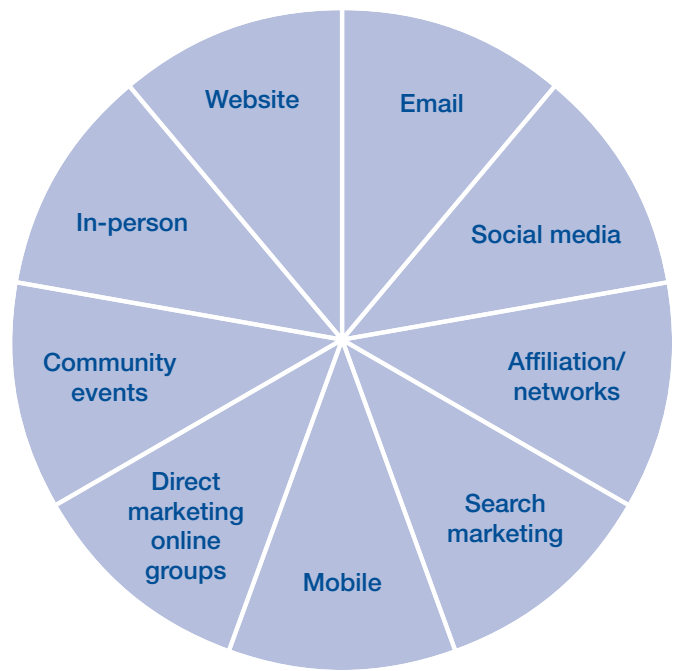 Website
Email
In-person
Social media
Community
events
Affiliation/
networks
Direct
marketing
online
groups
Search
marketing
Mobile